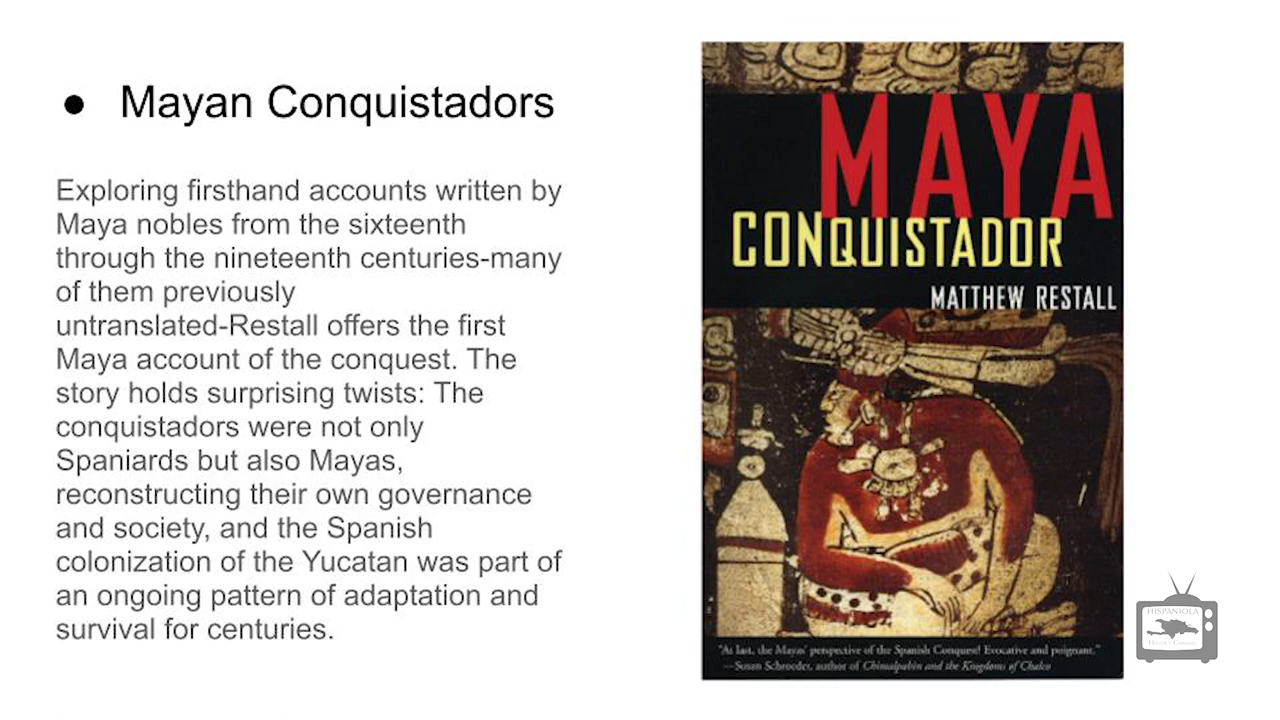 ● Mayan Conquistadors
Exploring firsthand accounts written by
Maya nobles from the sixteenth
through the nineteenth centuries-many
of them previously
untranslated-Restall offers the first
Maya account of the conquest. The
story holds surprising twists: The
conquistadors were not only
Spaniards but also Mayas,
reconstructing their own governance
and society, and the Spanish
colonization of the Yucatan was part of
an ongoing pattern of adaptation and
survival for centuries.
MAYA
CONQUISTADOR
MATTHEW RESTALL
"At last, the Mayas' perspective of the Spanish Conquest! Evocative and poignant."
—Susan Schroeder, author of Chimalpahin and the Kingdoms of Chalco
HISPANIOLA